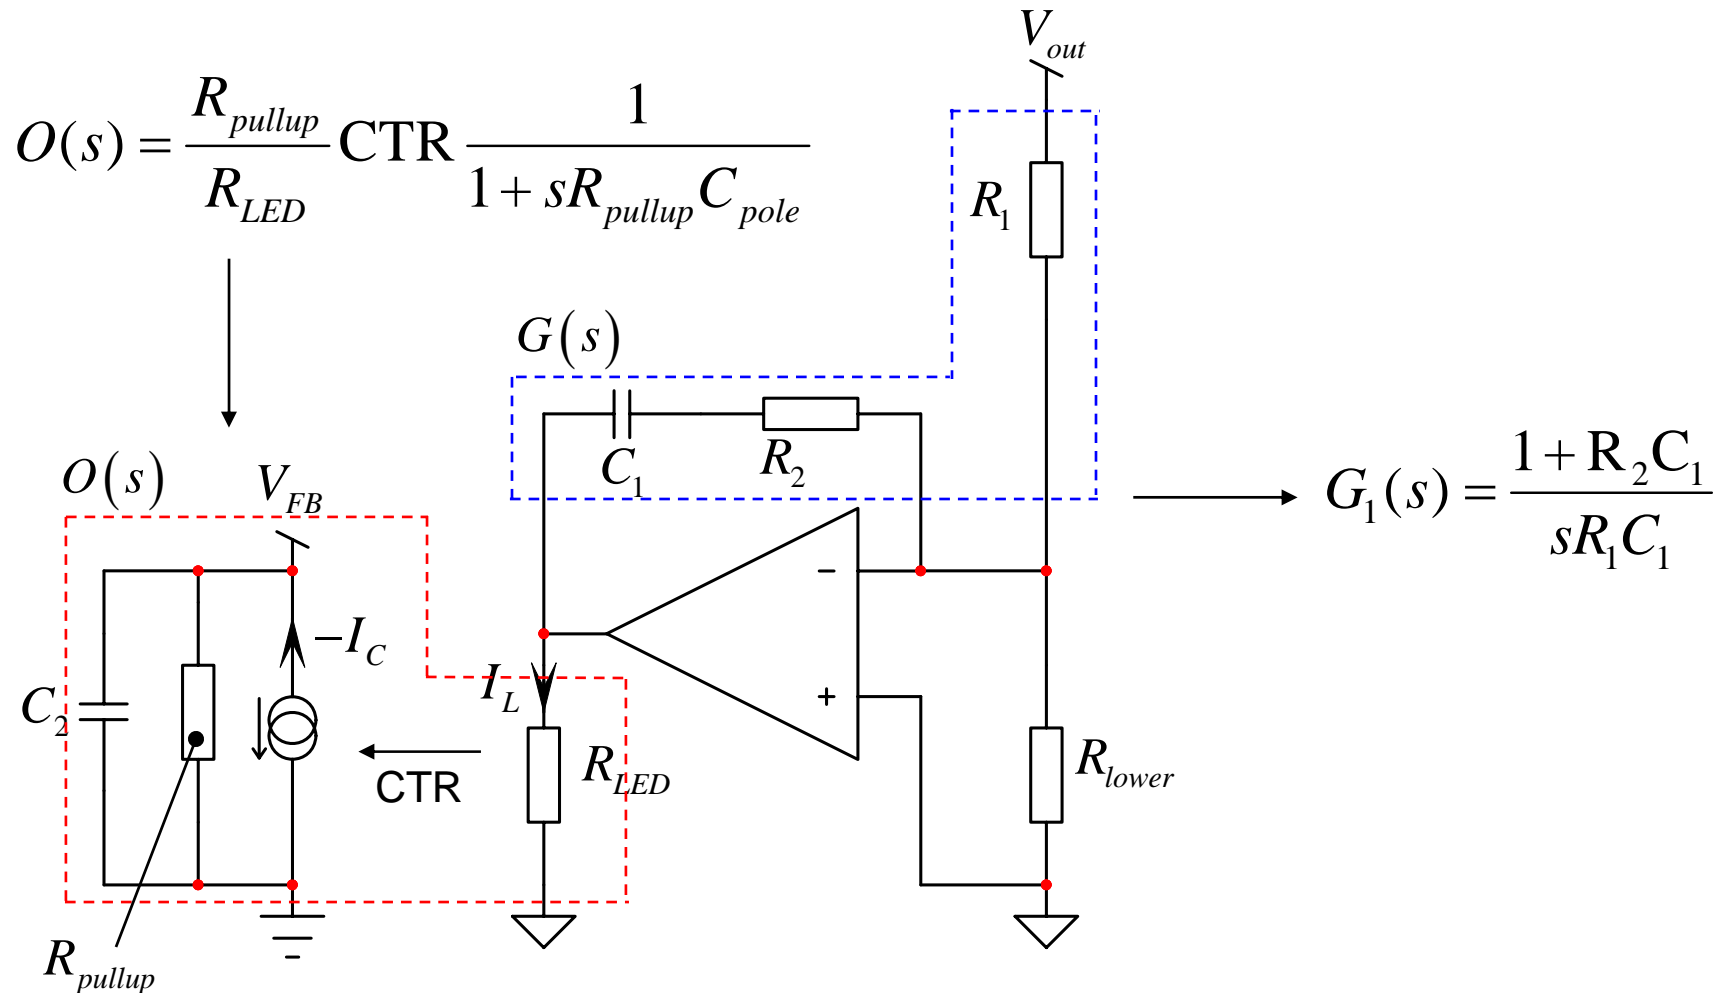 V_out
O(s) = R_pullup / R_LED CTR 1 / (1 + sR_pullup C_pole)
R_1
G(s)
C_1
R_2
G_1(s) = (1 + R_2C_1) / (sR_1C_1)
O(s)
V_FB
−
−I_C
I_L
+
C_2
CTR
R_LED
R_lower
R_pullup